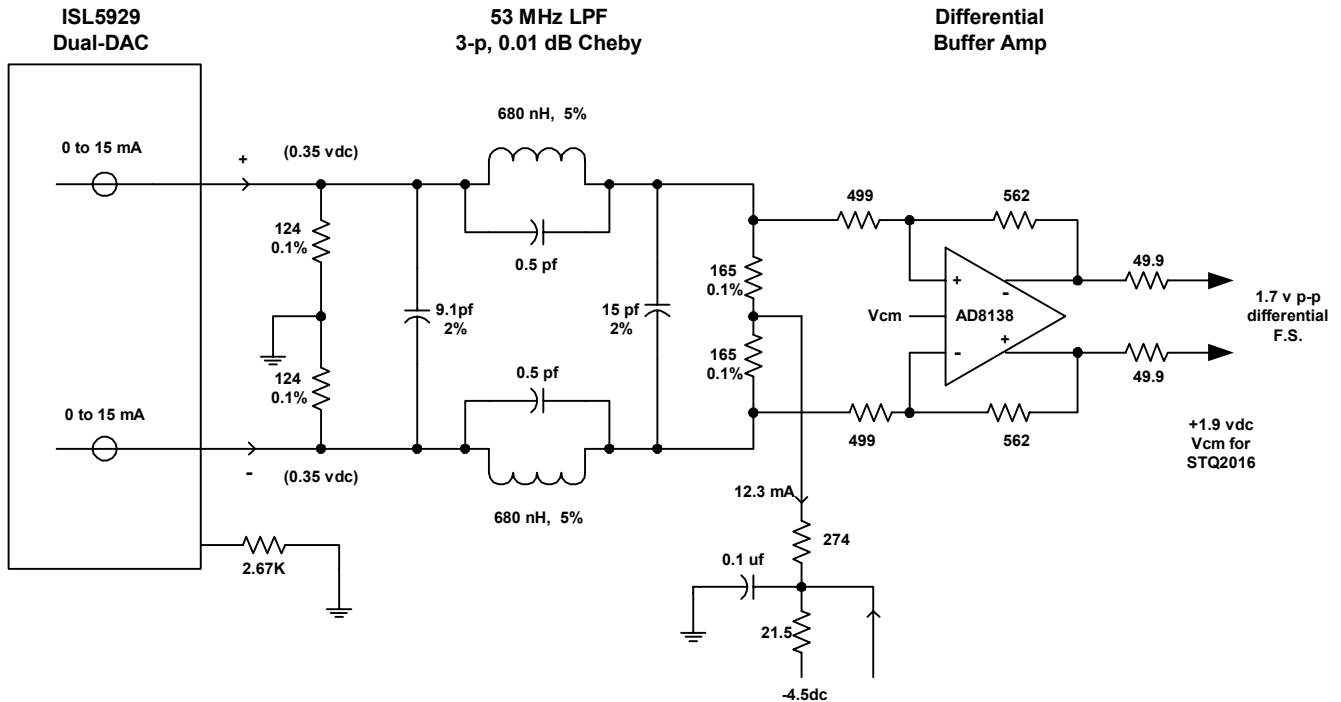 ISL5929
Dual-DAC
53 MHz LPF
3-p, 0.01 dB Cheby
Differential
Buffer Amp
680 nH, 5%
0 to 15 mA
+
(0.35 vdc)
0.5 pf
124
0.1%
9.1pf
2%
15 pf
2%
165
0.1%
499
562
+
-
Vcm
AD8138
-
+
49.9
49.9
1.7 v p-p
differential
F.S.
124
0.1%
0.5 pf
165
0.1%
499
562
0 to 15 mA
-
(0.35 vdc)
680 nH, 5%
+1.9 vdc
Vcm for
STQ2016
2.67K
12.3 mA
274
0.1 uf
21.5
-4.5dc